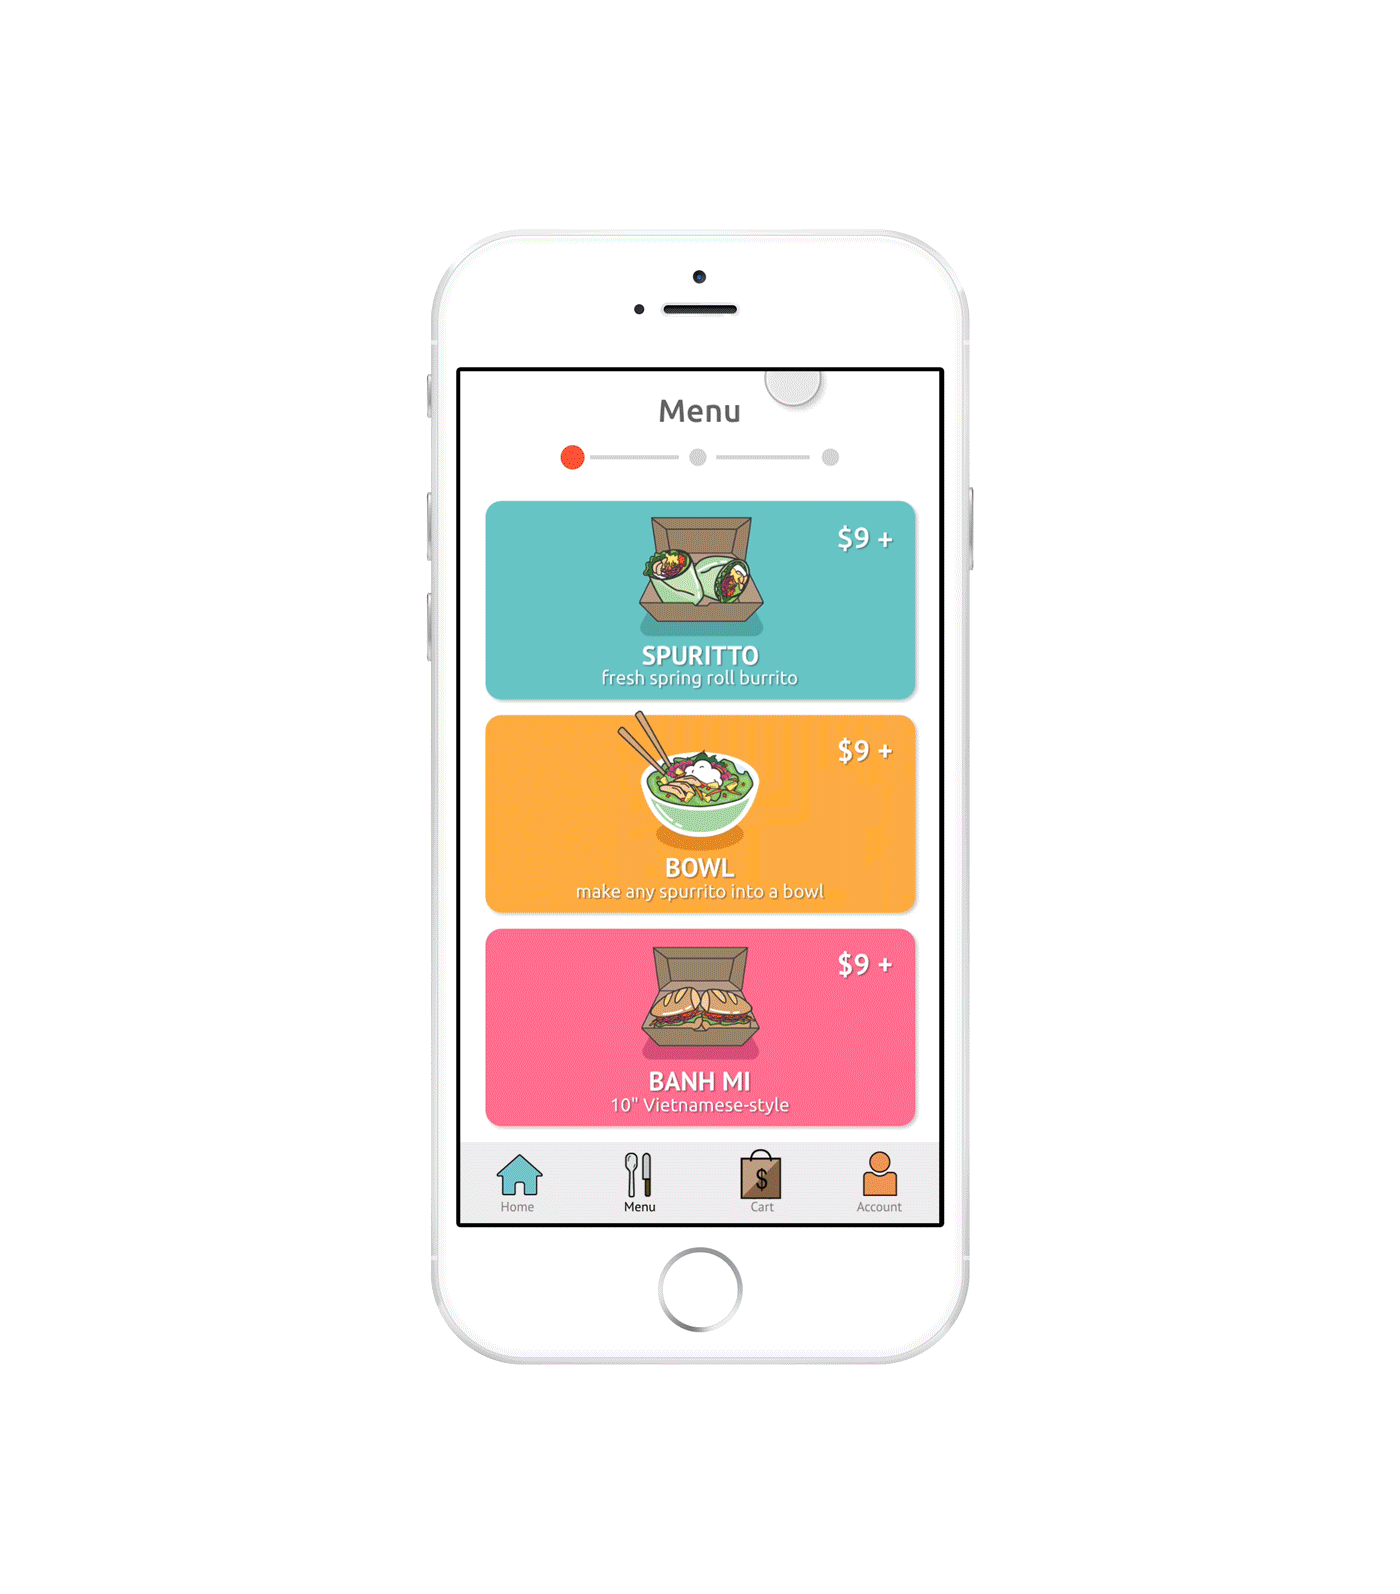 Menu
$9 +
SPURITTO
fresh spring roll burrito
$9 +
BOWL
make any spurrito into a bowl
$9 +
BANH MI
10" Vietnamese-style
$
Home
Menu
Cart
Account